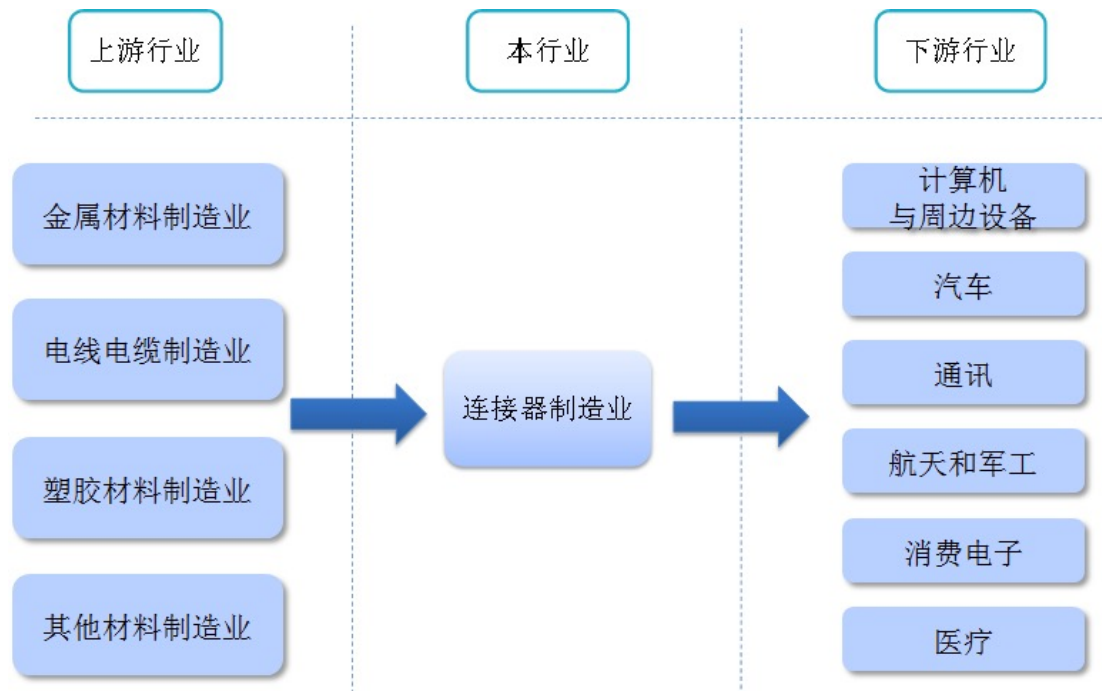 上游行业
本行业
下游行业
金属材料制造业
电线电缆制造业
塑胶材料制造业
其他材料制造业
连接器制造业
计算机
与周边设备
汽车
通讯
航天和军工
消费电子
医疗